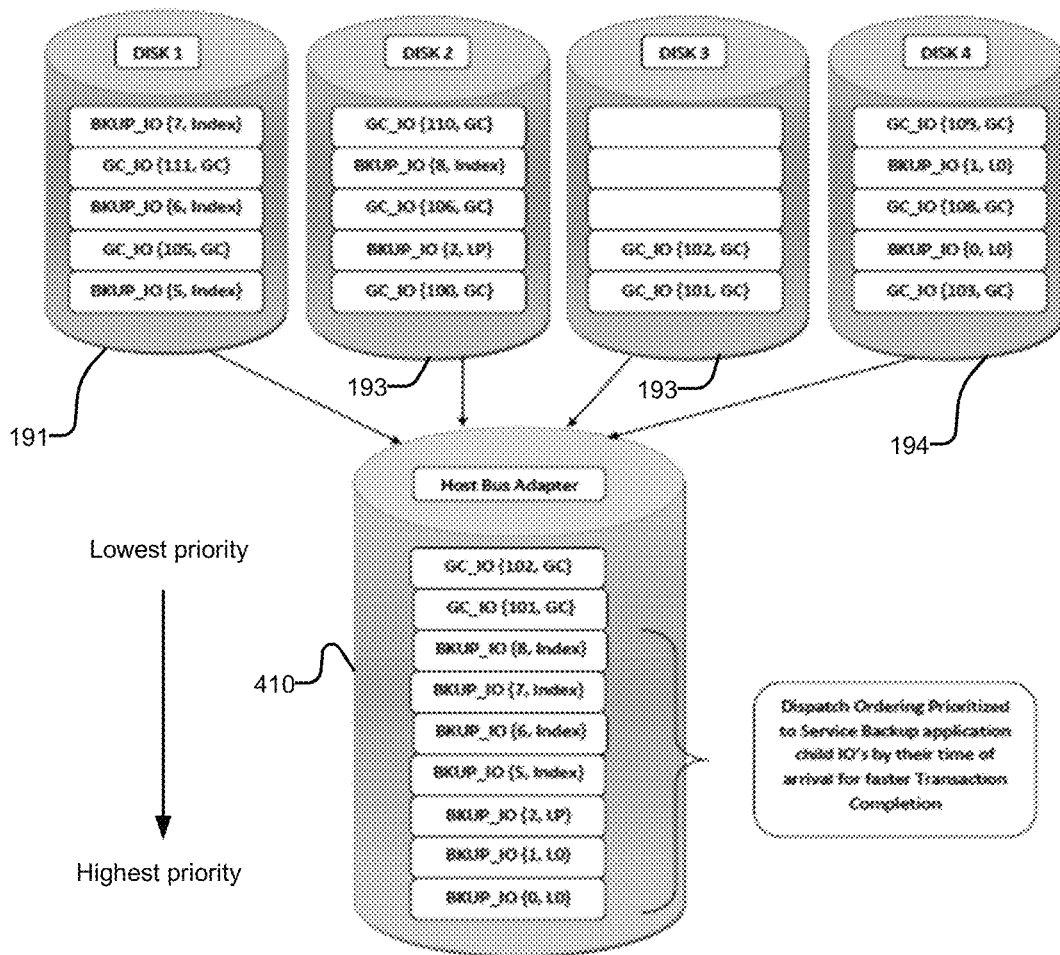 DISK 1
DISK 2
DISK 3
DISK 4
BKUP_IO {7, Index}
GC_IO {111, GC}
BKUP_IO {6, Index}
GC_IO {105, GC}
BKUP_IO {5, Index}
GC_IO {110, GC}
BKUP_IO {8, Index}
GC_IO {106, GC}
BKUP_IO {2, LP}
GC_IO {100, GC}
GC_IO {102, GC}
GC_IO {101, GC}
GC_IO {109, GC}
BKUP_IO {1, L0}
GC_IO {108, GC}
BKUP_IO {0, L0}
GC_IO {103, GC}
191
193
193
194
Host Bus Adapter
Lowest priority
Highest priority
410
GC_IO {102, GC}
GC_IO {101, GC}
BKUP_IO {8, Index}
BKUP_IO {7, Index}
BKUP_IO {6, Index}
BKUP_IO {5, Index}
BKUP_IO {2, LP}
BKUP_IO {1, L0}
BKUP_IO {0, L0}
Dispatch Ordering Prioritized
to Service Backup application
child IO's by their time of
arrival for faster Transaction
Completion